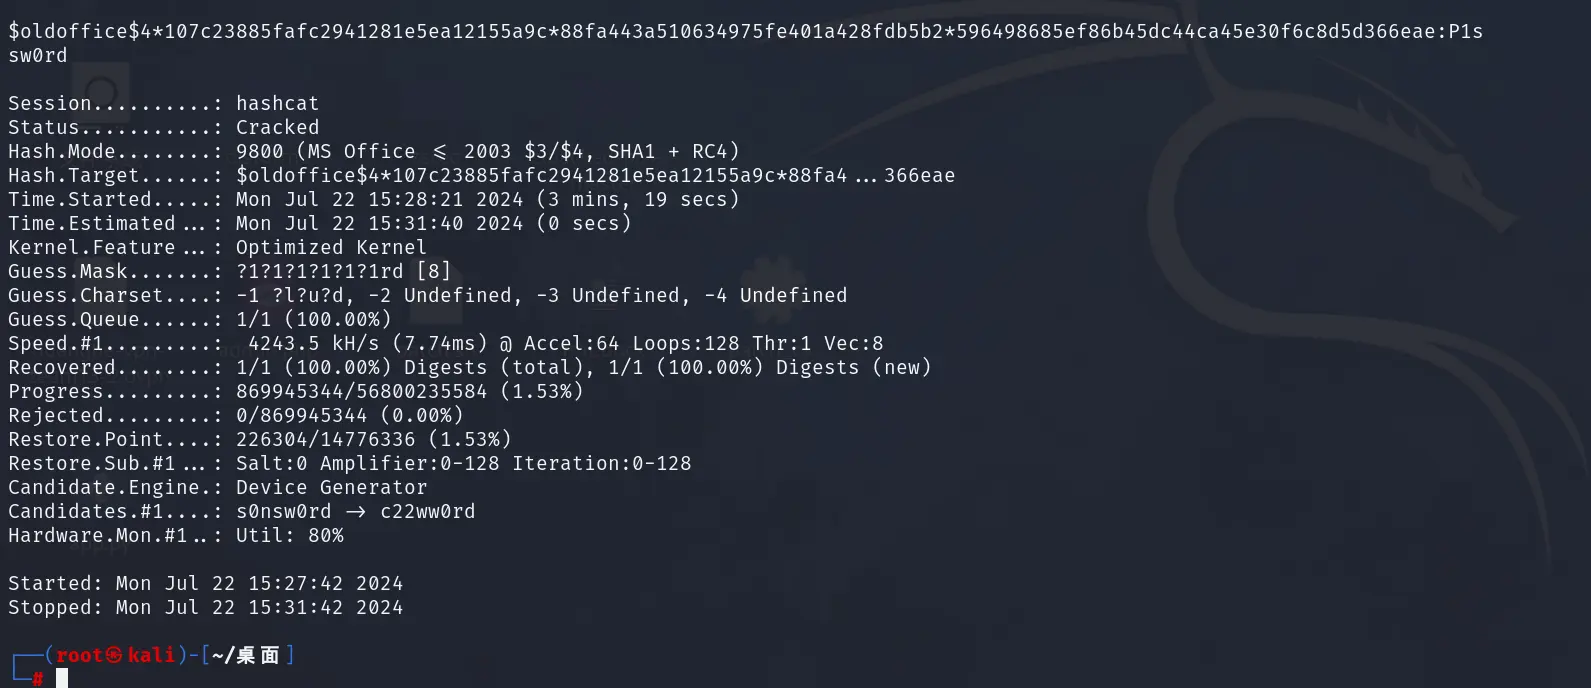 $oldoffice$4*107c23885fafc2941281e5ea12155a9c*88fa443a510634975fe401a428fdb5b2*596498685ef86b45dc44ca45e30f6c8d5d366eae:P1s
sw0rd
Session..........: hashcat
Status...........: Cracked
Hash.Mode........: 9800 (MS Office <= 2003 $3/$4, SHA1 + RC4)
Hash.Target......: $oldoffice$4*107c23885fafc2941281e5ea12155a9c*88fa4...366eae
Time.Started.....: Mon Jul 22 15:28:21 2024 (3 mins, 19 secs)
Time.Estimated...: Mon Jul 22 15:31:40 2024 (0 secs)
Kernel.Feature...: Optimized Kernel
Guess.Mask.......: ?1?1?1?1?1?1rd [8]
Guess.Charset....: -1 ?l?u?d, -2 Undefined, -3 Undefined, -4 Undefined
Guess.Queue......: 1/1 (100.00%)
Speed.#1.........:  4243.5 kH/s (7.74ms) @ Accel:64 Loops:128 Thr:1 Vec:8
Recovered........: 1/1 (100.00%) Digests (total), 1/1 (100.00%) Digests (new)
Progress.........: 869945344/56800235584 (1.53%)
Rejected.........: 0/869945344 (0.00%)
Restore.Point....: 226304/14776336 (1.53%)
Restore.Sub.#1...: Salt:0 Amplifier:0-128 Iteration:0-128
Candidate.Engine.: Device Generator
Candidates.#1....: s0nsw0rd -> c22ww0rd
Hardware.Mon.#1..: Util: 80%
Started: Mon Jul 22 15:27:42 2024
Stopped: Mon Jul 22 15:31:42 2024
┌──(root㉿kali)-[~/桌面]
└─#